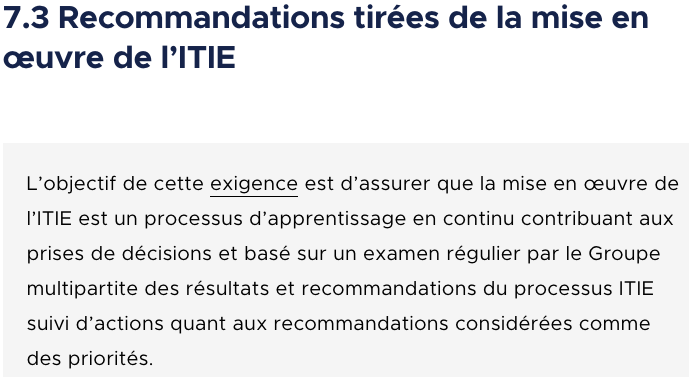 7.3 Recommandations tirées de la mise en
œuvre de l’ITIE
L’objectif de cette exigence est d’assurer que la mise en œuvre de
l’ITIE est un processus d’apprentissage en continu contribuant aux
prises de décisions et basé sur un examen régulier par le Groupe
multipartite des résultats et recommandations du processus ITIE
suivi d’actions quant aux recommandations considérées comme
des priorités.